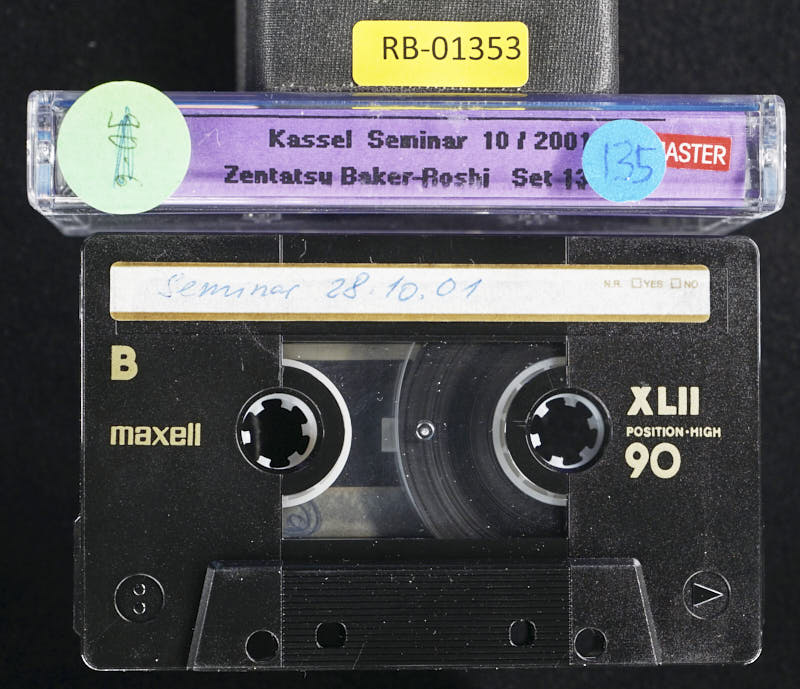 RB-01353
Kassel Seminar 10 / 2001
Zentatsu Baker-Roshi Set 13
135
MASTER
Seminar 28.10.01
N.R. YES NO
B
maxell
XLII
POSITION-HIGH
90